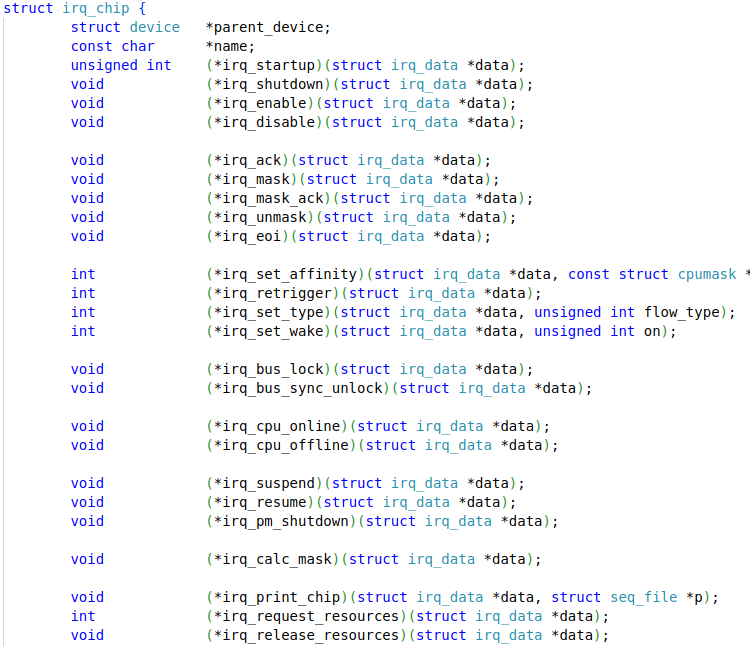 struct irq_chip {
struct device *parent_device;
const char *name;
unsigned int (*irq_startup)(struct irq_data *data);
void (*irq_shutdown)(struct irq_data *data);
void (*irq_enable)(struct irq_data *data);
void (*irq_disable)(struct irq_data *data);
void (*irq_ack)(struct irq_data *data);
void (*irq_mask)(struct irq_data *data);
void (*irq_mask_ack)(struct irq_data *data);
void (*irq_unmask)(struct irq_data *data);
void (*irq_eoi)(struct irq_data *data);
int (*irq_set_affinity)(struct irq_data *data, const struct cpumask *
int (*irq_retrigger)(struct irq_data *data);
int (*irq_set_type)(struct irq_data *data, unsigned int flow_type);
int (*irq_set_wake)(struct irq_data *data, unsigned int on);
void (*irq_bus_lock)(struct irq_data *data);
void (*irq_bus_sync_unlock)(struct irq_data *data);
void (*irq_cpu_online)(struct irq_data *data);
void (*irq_cpu_offline)(struct irq_data *data);
void (*irq_suspend)(struct irq_data *data);
void (*irq_resume)(struct irq_data *data);
void (*irq_pm_shutdown)(struct irq_data *data);
void (*irq_calc_mask)(struct irq_data *data);
void (*irq_print_chip)(struct irq_data *data, struct seq_file *p);
int (*irq_request_resources)(struct irq_data *data);
void (*irq_release_resources)(struct irq_data *data);